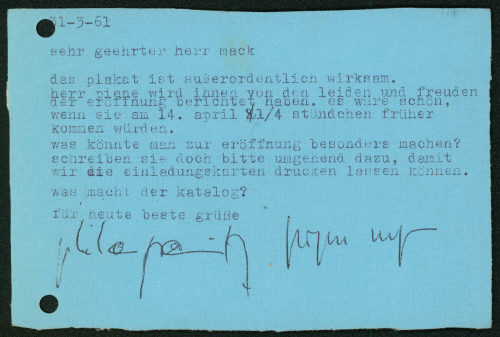 31-3-61
sehr geehrter herr mack
das plakat ist außerordentlich wirksam.
herr piene wird ihnen von den leiden und freuden
der eröffnung berichtet haben. es wäre schön,
wenn sie am 14. april 1/4 stündchen früher
kommen würden.
was könnte man zur eröffnung besonders machen?
schreiben sie doch bitte umgehend dazu, damit
wir die einladungskarten drucken lassen können.
was macht der katalog?
für heute beste grüße